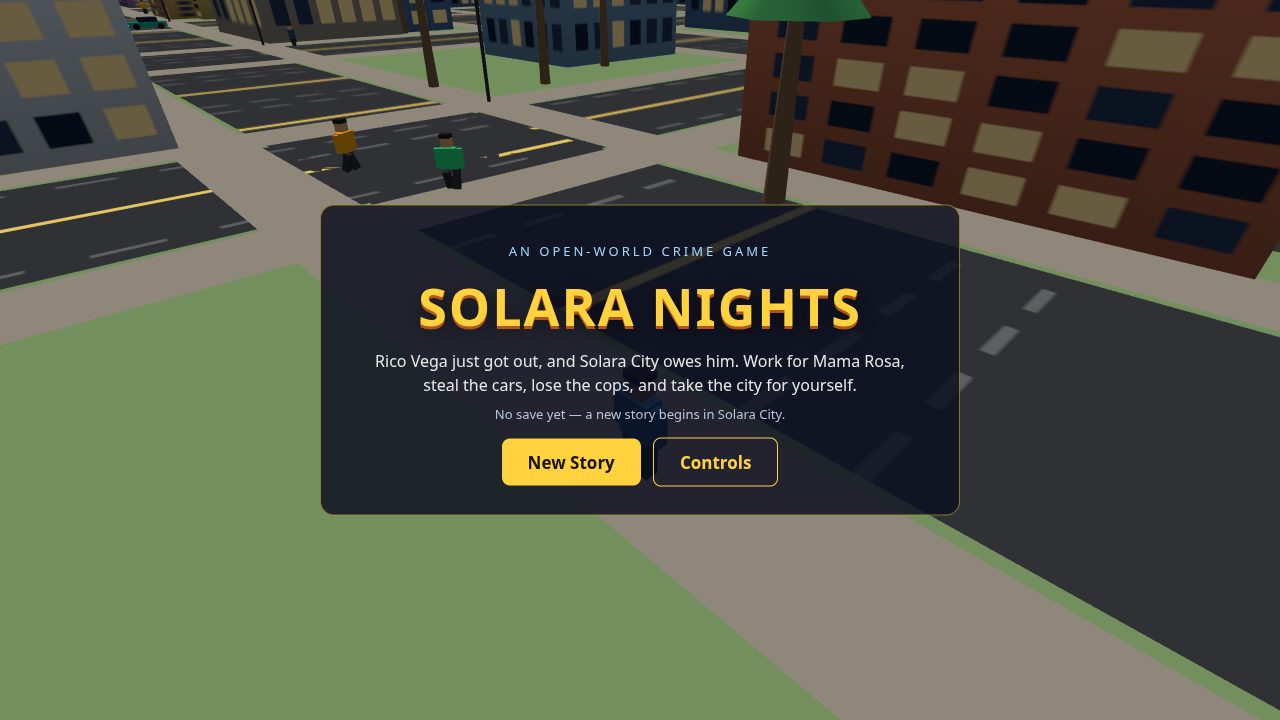 AN OPEN-WORLD CRIME GAME
SOLARA NIGHTS
Rico Vega just got out, and Solara City owes him. Work for Mama Rosa,
steal the cars, lose the cops, and take the city for yourself.
No save yet — a new story begins in Solara City.
New Story
Controls